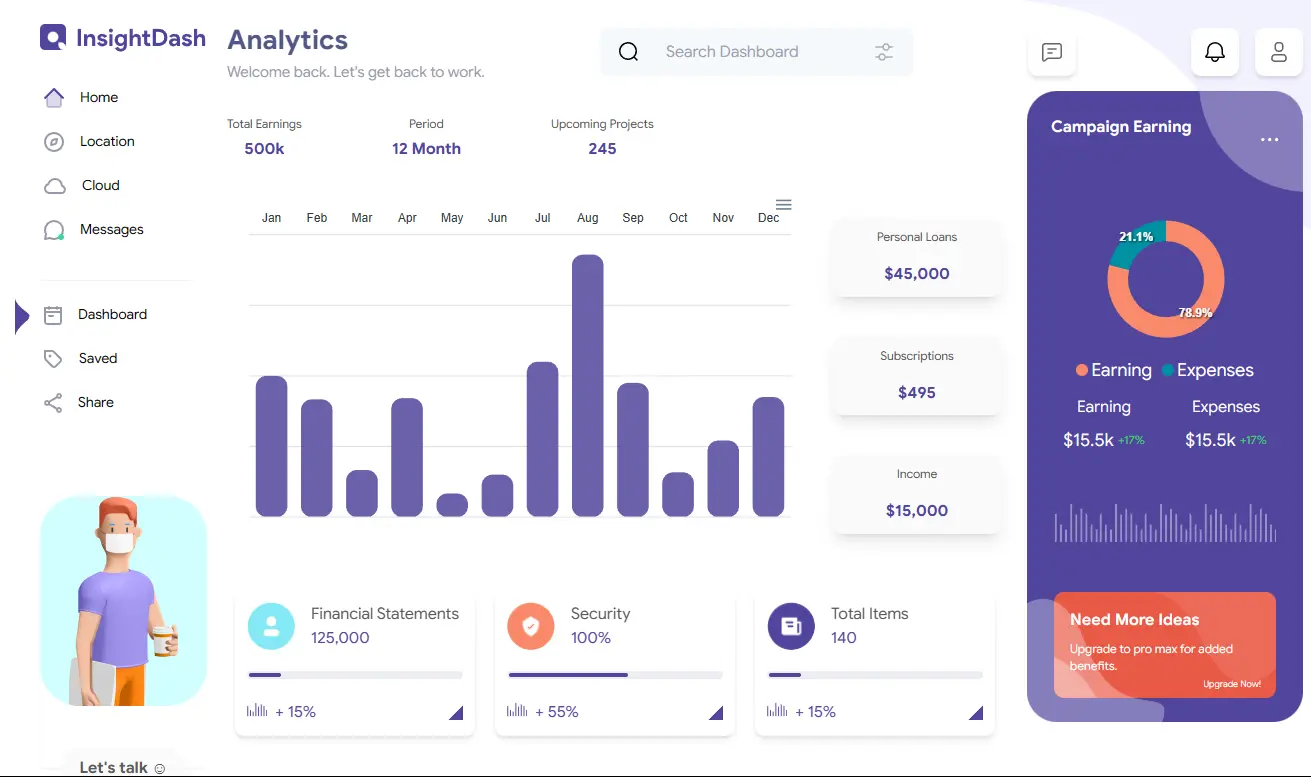 InsightDash
Home
Location
Cloud
Messages
Dashboard
Saved
Share
Let's talk ☺
Analytics
Welcome back. Let's get back to work.
Search Dashboard
Total Earnings
500k
Period
12 Month
Upcoming Projects
245
Jan Feb Mar Apr May Jun Jul Aug Sep Oct Nov Dec
Personal Loans
$45,000
Subscriptions
$495
Income
$15,000
Financial Statements
125,000
+ 15%
Security
100%
+ 55%
Total Items
140
+ 15%
Campaign Earning
21.1%
78.9%
Earning Expenses
Earning Expenses
$15.5k +17% $15.5k +17%
Need More Ideas
Upgrade to pro max for added
benefits.
Upgrade Now!